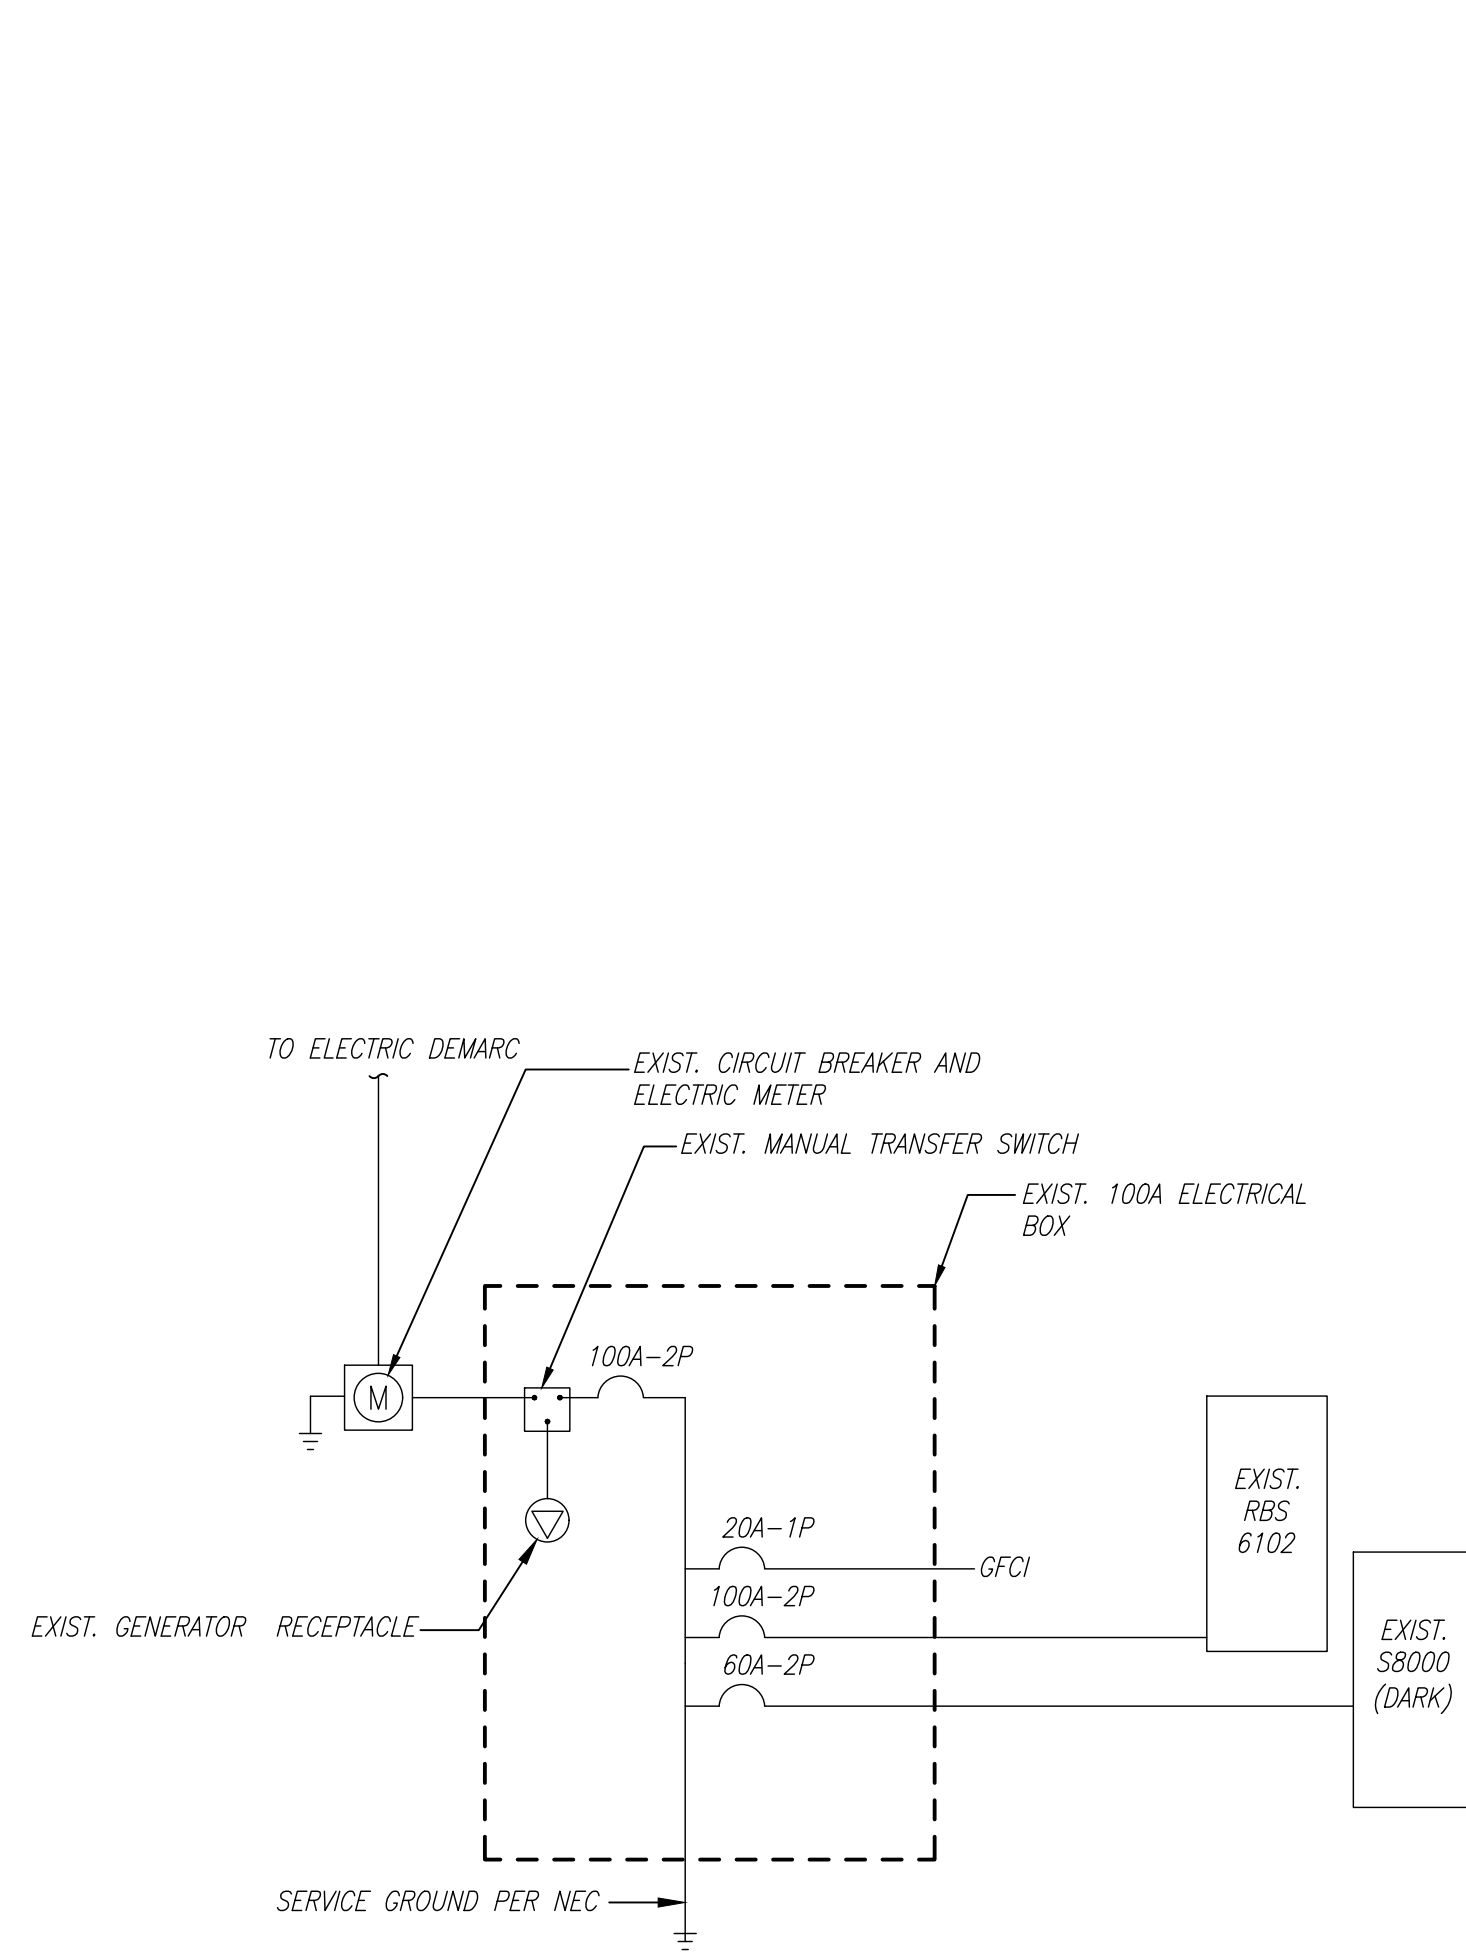 TO ELECTRIC DEMARC
EXIST. CIRCUIT BREAKER AND
ELECTRIC METER
EXIST. MANUAL TRANSFER SWITCH
EXIST. 100A ELECTRICAL
BOX
100A-2P
M
EXIST.
RBS
6102
20A-1P
GFCI
100A-2P
EXIST. GENERATOR RECEPTACLE
60A-2P
EXIST.
S8000
(DARK)
SERVICE GROUND PER NEC